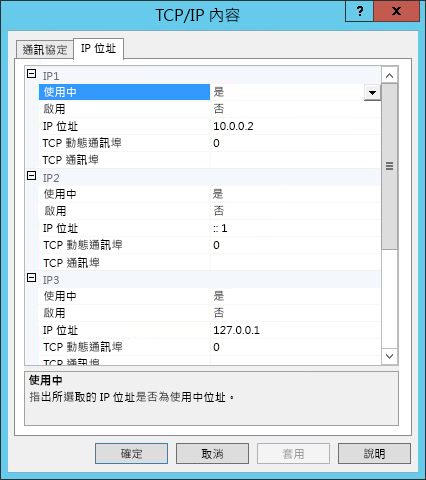 TCP/IP 內容
? x
通訊協定 IP 位址
IP1
使用中 是
啟用 否
IP 位址 10.0.0.2
TCP 動態通訊埠 0
TCP 通訊埠
IP2
使用中 是
啟用 否
IP 位址 :: 1
TCP 動態通訊埠 0
TCP 通訊埠
IP3
使用中 是
啟用 否
IP 位址 127.0.0.1
TCP 動態通訊埠 0
TCP 通訊埠
使用中
指出所選取的 IP 位址是否為使用中位址。
確定 取消 套用 說明